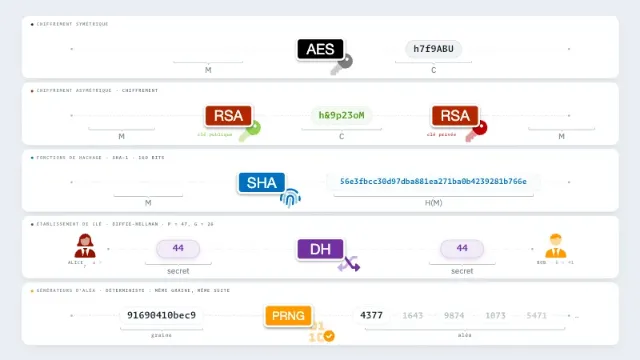 CHIFFREMENT SYMÉTRIQUE
AES
h7f9ABU
M
C
CHIFFREMENT ASYMÉTRIQUE · CHIFFREMENT
RSA
h&9p23oM
RSA
clé publique
clé privée
M
C
M
FONCTIONS DE HACHAGE · SHA-1 · 160 BITS
SHA
56e3fbcc30d97dba881ea271ba0b4239281b766e
M
H(M)
ÉTABLISSEMENT DE CLÉ · DIFFIE-HELLMAN · P = 47, G = 26
44
DH
44
ALICE
BOB
secret
secret
GÉNÉRATEURS D'ALÉA · DÉTERMINISTE : MÊME GRAINE, MÊME SUITE
91690410bec9
PRNG
4377
1643
9874
1073
5471
…
graine
aléa